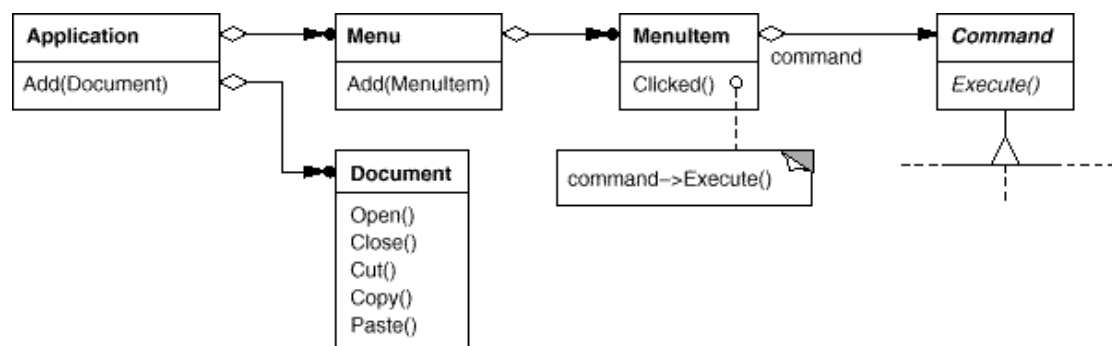 Application
Add(Document)
Menu
Add(MenuItem)
MenuItem
Clicked()
command
Command
Execute()
command->Execute()
Document
Open()
Close()
Cut()
Copy()
Paste()